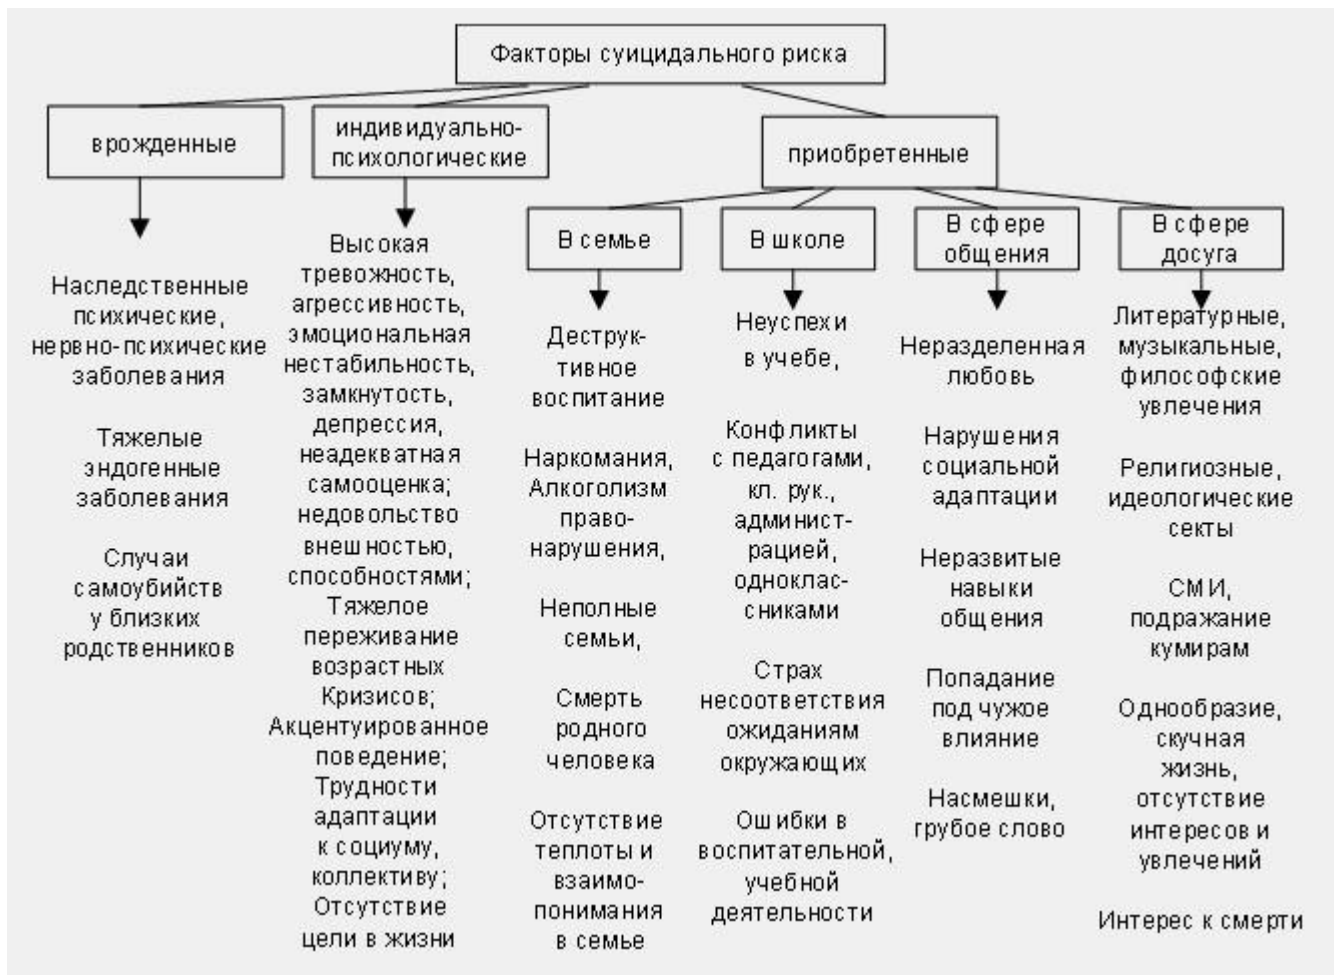 Факторы суицидального риска
врожденные
Наследственные
психические,
нервно-психические
заболевания
Тяжелые
эндогенные
заболевания
Случаи
самоубийств
у близких
родственников
индивидуально-
психологические
Высокая
тревожность,
агрессивность,
эмоциональная
нестабильность,
замкнутость,
депрессия,
неадекватная
самооценка;
недовольство
внешностью,
способностями;
Тяжелое
переживание
возрастных
Кризисов;
Акцентуированное
поведение;
Трудности
адаптации
к социуму,
коллективу;
Отсутствие
цели в жизни
приобретенные
В семье
Деструк-
тивное
воспитание
Наркомания,
Алкоголизм
право-
нарушения,
Неполные
семьи,
Смерть
родного
человека
Отсутствие
теплоты и
взаимо-
понимания
в семье
В школе
Неуспехи
в учебе,
Конфликты
с педагогами,
кл. рук.,
админист-
рацией,
одноклас-
сниками
Страх
несоответствия
ожиданиям
окружающих
Ошибки в
воспитательной,
учебной
деятельности
В сфере
общения
Неразделенная
любовь
Нарушения
социальной
адаптации
Неразвитые
навыки
общения
Попадание
под чужое
влияние
Насмешки,
грубое слово
В сфере
досуга
Литературные,
музыкальные,
философские
увлечения
Религиозные,
идеологические
секты
СМИ,
подражание
кумирам
Однообразие,
скучная
жизнь,
отсутствие
интересов и
увлечений
Интерес к смерти